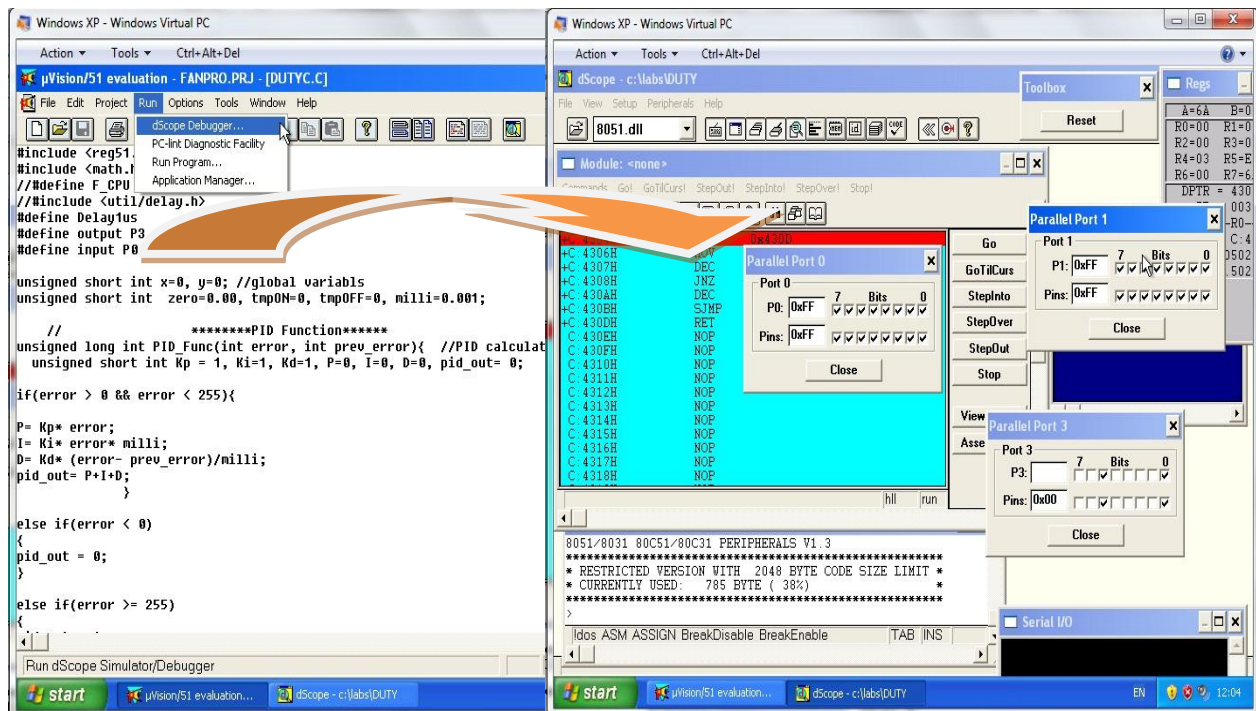 Windows XP - Windows Virtual PC
Action Tools Ctrl+Alt+Del
µVision/51 evaluation - FANPRO.PRJ - [DUTYC.C]
File Edit Project Run Options Tools Window Help
dScope Debugger...
PC-lint Diagnostic Facility
Run Program...
Application Manager...
#include <reg51.
#include <math.h
//#define F_CPU
//#include <util/delay.h>
#define Delay1us
#define output P3
#define input P0
unsigned short int x=0, y=0; //global variabls
unsigned short int zero=0.00, tmpON=0, tmpOFF=0, milli=0.001;
// ********PID Function******
unsigned long int PID_Func(int error, int prev_error){ //PID calculat
unsigned short int Kp = 1, Ki=1, Kd=1, P=0, I=0, D=0, pid_out= 0;
if(error > 0 && error < 255){
P= Kp* error;
I= Ki* error* milli;
D= Kd* (error- prev_error)/milli;
pid_out= P+I+D;
}
else if(error < 0)
{
pid_out = 0;
}
else if(error >= 255)
{
Run dScope Simulator/Debugger
start µVision/51 evaluation... dScope - c:\labs\DUTY
Windows XP - Windows Virtual PC
Action Tools Ctrl+Alt+Del
dScope - c:\labs\DUTY
File View Setup Peripherals Help
8051.dll
Toolbox
Reset
Regs
A=6A B=0
R0=00 R1=0
R2=00 R3=0
R4=03 R5=E
R6=00 R7=6.
DPTR = 430
003
-R0-
C:4
0502
502
Module: <none>
Commands Go! GoTilCurs! StepOut! StepInto! StepOver! Stop!
0x430D
+C:4306H MOV
+C:4307H DEC
+C:4308H JNZ
+C:430AH DEC
+C:430BH SJMP
+C:430DH RET
C:430EH NOP
C:430FH NOP
C:4310H NOP
C:4311H NOP
C:4312H NOP
C:4313H NOP
C:4314H NOP
C:4315H NOP
C:4316H NOP
C:4317H NOP
C:4318H NOP
hll run
Go
GoTilCurs
StepInto
StepOver
StepOut
Stop
View
Asse
Parallel Port 0
Port 0
7 Bits 0
P0: 0xFF
Pins: 0xFF
Close
Parallel Port 1
Port 1
7 Bits 0
P1: 0xFF
Pins: 0xFF
Close
Parallel Port 3
Port 3
7 Bits 0
P3:
Pins: 0x00
Close
8051/8031 80C51/80C31 PERIPHERALS V1.3
*******************************************
* RESTRICTED VERSION WITH 2048 BYTE CODE SIZE LIMIT *
* CURRENTLY USED: 785 BYTE ( 38%) *
*******************************************
>
!dos ASM ASSIGN BreakDisable BreakEnable TAB INS
Serial I/O
start µVision/51 evaluation... dScope - c:\labs\DUTY EN 12:04